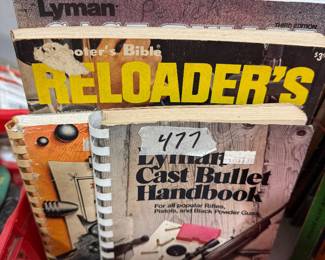 Lyman
THIRD EDITION
Shooter's Bible
RELOADER'S
477
Lyman
Cast Bullet
Handbook
For all popular Rifles,
Pistols, and Black Powder Guns